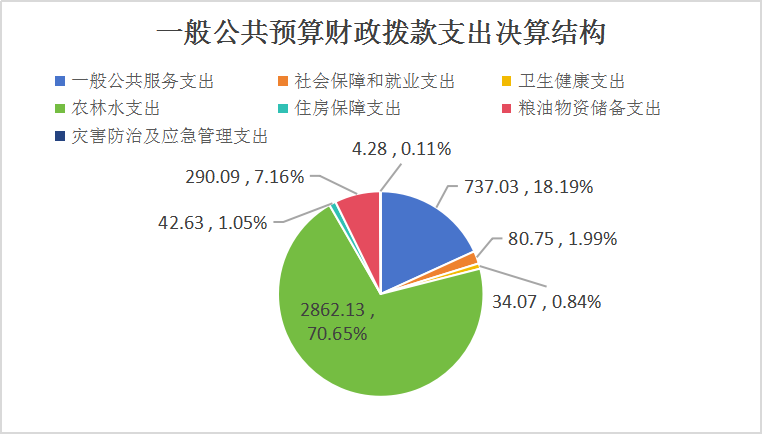 一般公共预算财政拨款支出决算结构
一般公共服务支出
社会保障和就业支出
卫生健康支出
农林水支出
住房保障支出
粮油物资储备支出
灾害防治及应急管理支出
4.28 , 0.11%
290.09 , 7.16%
737.03 , 18.19%
42.63 , 1.05%
80.75 , 1.99%
34.07 , 0.84%
2862.13 ,
70.65%